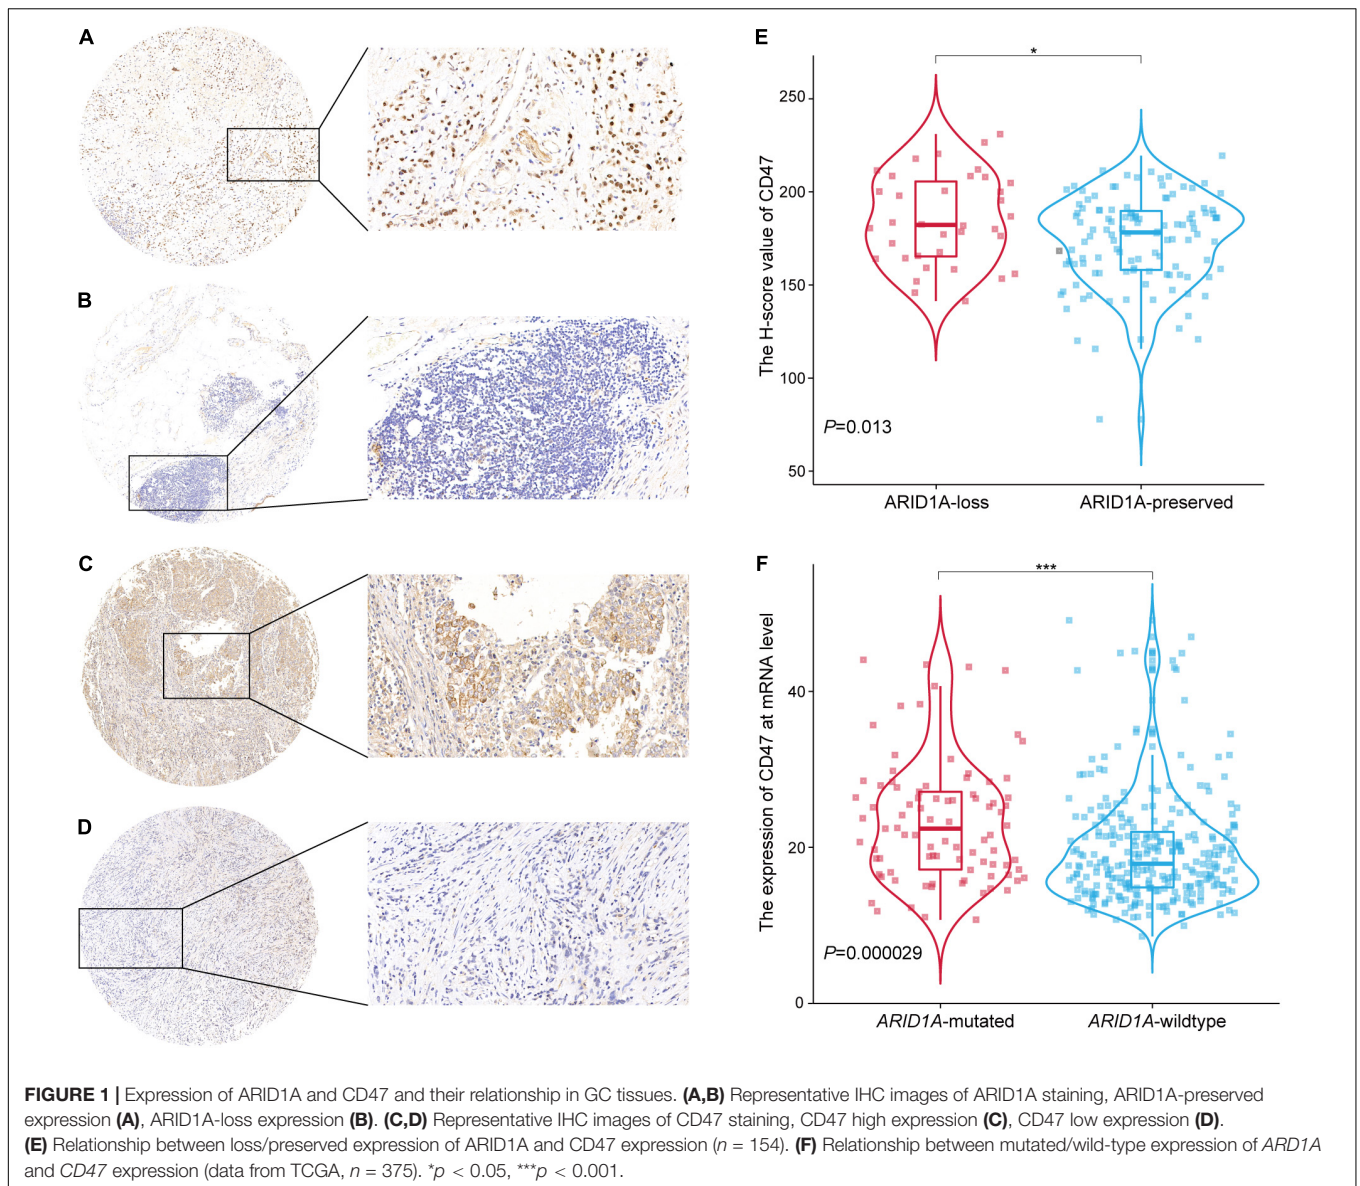 A
B
C
D
E
*
The H-score value of CD47
250
200
150
100
50
P=0.013
ARID1A-loss
ARID1A-preserved
F
***
The expression of CD47 at mRNA level
40
20
0
P=0.000029
ARID1A-mutated
ARID1A-wildtype
FIGURE 1 | Expression of ARID1A and CD47 and their relationship in GC tissues. (A,B) Representative IHC images of ARID1A staining, ARID1A-preserved
expression (A), ARID1A-loss expression (B). (C,D) Representative IHC images of CD47 staining, CD47 high expression (C), CD47 low expression (D).
(E) Relationship between loss/preserved expression of ARID1A and CD47 expression (n = 154). (F) Relationship between mutated/wild-type expression of ARD1A
and CD47 expression (data from TCGA, n = 375). *p < 0.05, ***p < 0.001.